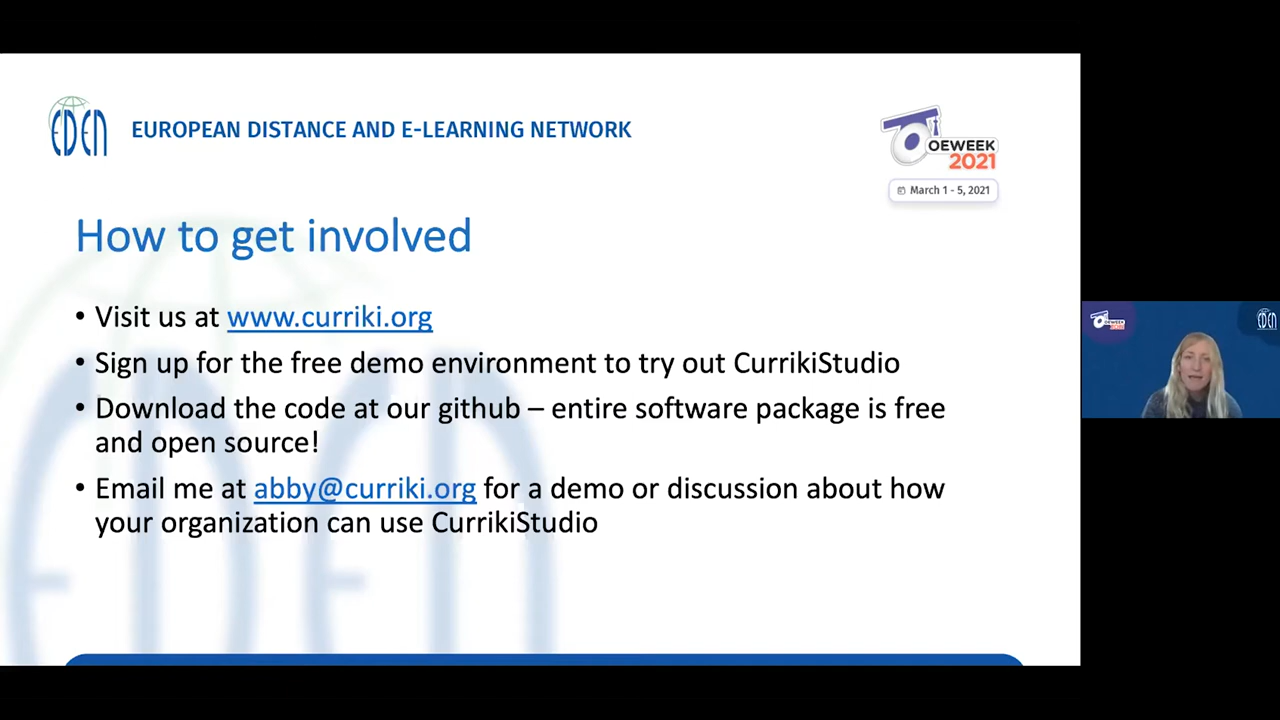 EDEN
EUROPEAN DISTANCE AND E-LEARNING NETWORK
OEWEEK
2021
March 1 - 5, 2021
How to get involved
• Visit us at www.curriki.org
• Sign up for the free demo environment to try out CurrikiStudio
• Download the code at our github – entire software package is free
and open source!
• Email me at abby@curriki.org for a demo or discussion about how
your organization can use CurrikiStudio
OEWEEK
EDEN